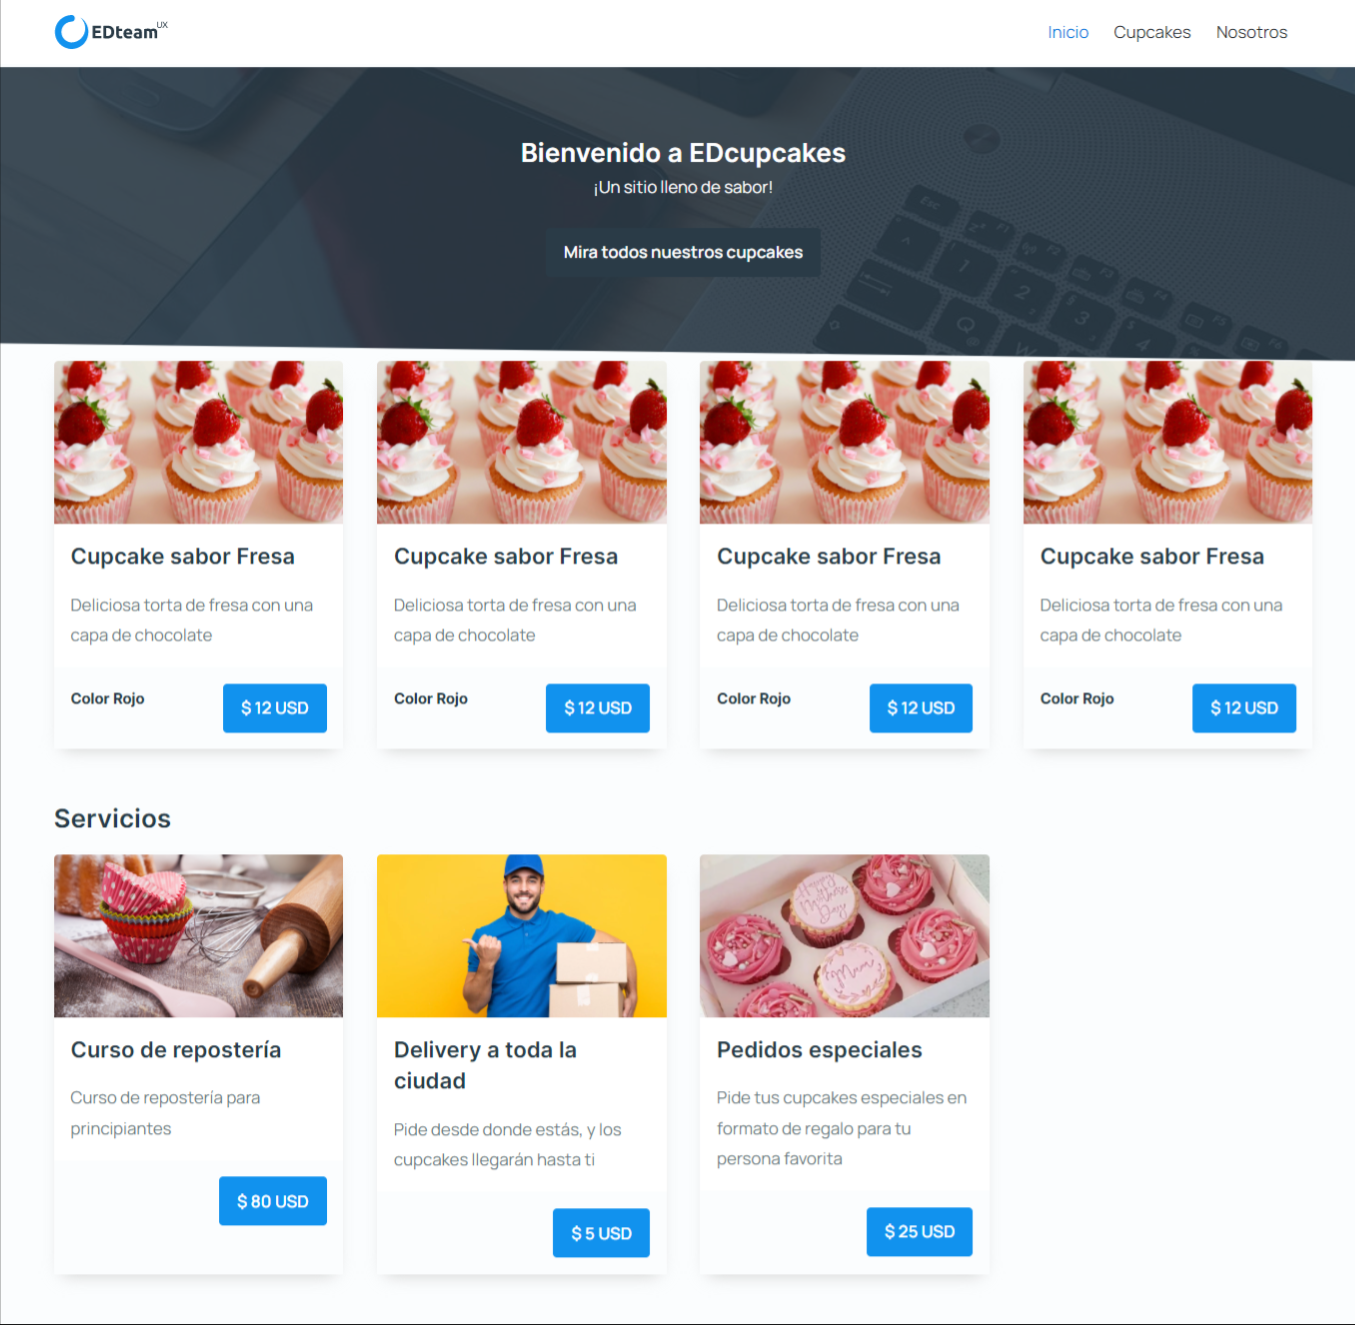 EDteam UX
Inicio Cupcakes Nosotros
Bienvenido a EDcupcakes
¡Un sitio lleno de sabor!
Mira todos nuestros cupcakes
Cupcake sabor Fresa
Deliciosa torta de fresa con una
capa de chocolate
Color Rojo
$ 12 USD
Cupcake sabor Fresa
Deliciosa torta de fresa con una
capa de chocolate
Color Rojo
$ 12 USD
Cupcake sabor Fresa
Deliciosa torta de fresa con una
capa de chocolate
Color Rojo
$ 12 USD
Cupcake sabor Fresa
Deliciosa torta de fresa con una
capa de chocolate
Color Rojo
$ 12 USD
Servicios
Curso de repostería
Curso de repostería para
principiantes
$ 80 USD
Delivery a toda la
ciudad
Pide desde donde estás, y los
cupcakes llegarán hasta ti
$ 5 USD
Pedidos especiales
Pide tus cupcakes especiales en
formato de regalo para tu
persona favorita
$ 25 USD